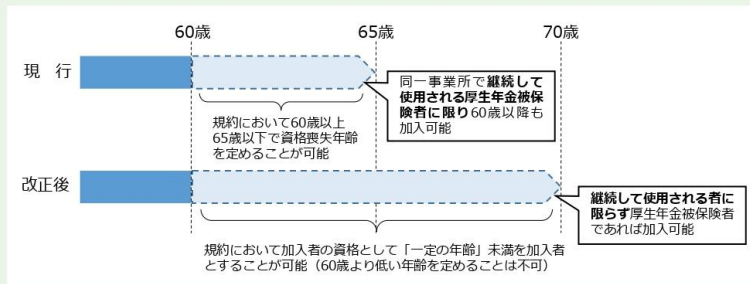 60歳 65歳 70歳
現　行
同一事業所で継続して
使用される厚生年金被保
険者に限り60歳以降も
加入可能
規約において60歳以上
65歳以下で資格喪失年齢
を定めることが可能
改正後
継続して使用される者に
限らず厚生年金被保険者
であれば加入可能
規約において加入者の資格として「一定の年齢」未満を加入者
とすることが可能（60歳より低い年齢を定めることは不可）